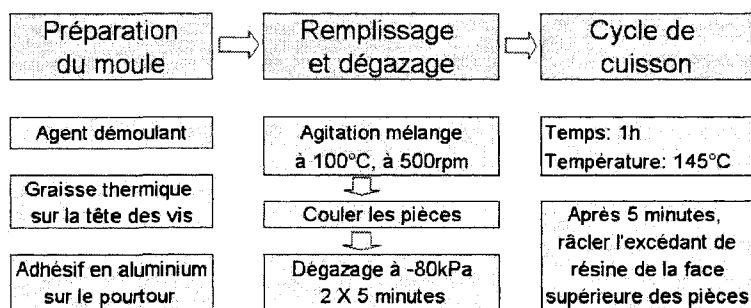 Préparation
du moule
Remplissage
et dégazage
Cycle de
cuisson
Agent démoulant
Graisse thermique
sur la tête des vis
Adhésif en aluminium
sur le pourtour
Agitation mélange
à 100°C, à 500rpm
Couler les pièces
Dégazage à -80kPa
2 X 5 minutes
Temps: 1h
Température: 145°C
Après 5 minutes,
râcler l'excédant de
résine de la face
supérieure des pièces